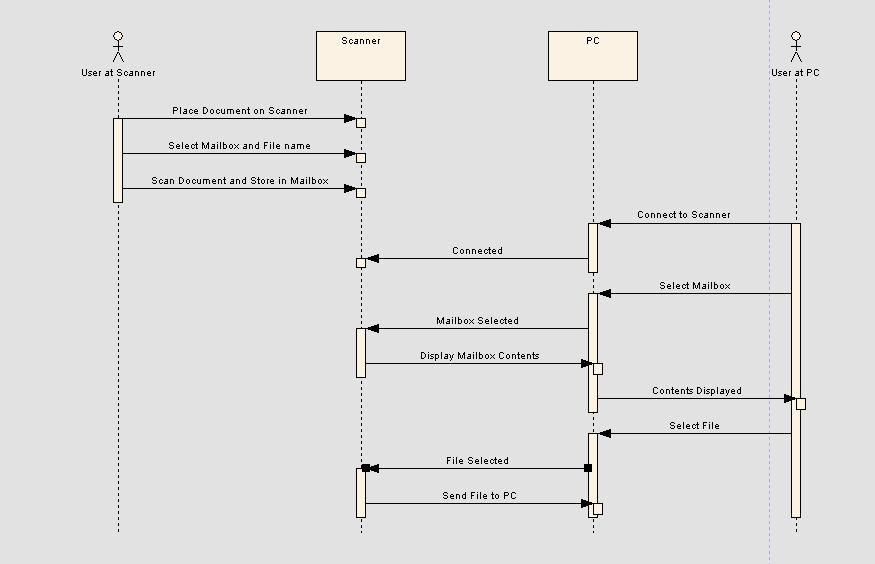 Scanner
PC
User at Scanner
User at PC
Place Document on Scanner
Select Mailbox and File name
Scan Document and Store in Mailbox
Connect to Scanner
Connected
Select Mailbox
Mailbox Selected
Display Mailbox Contents
Contents Displayed
Select File
File Selected
Send File to PC